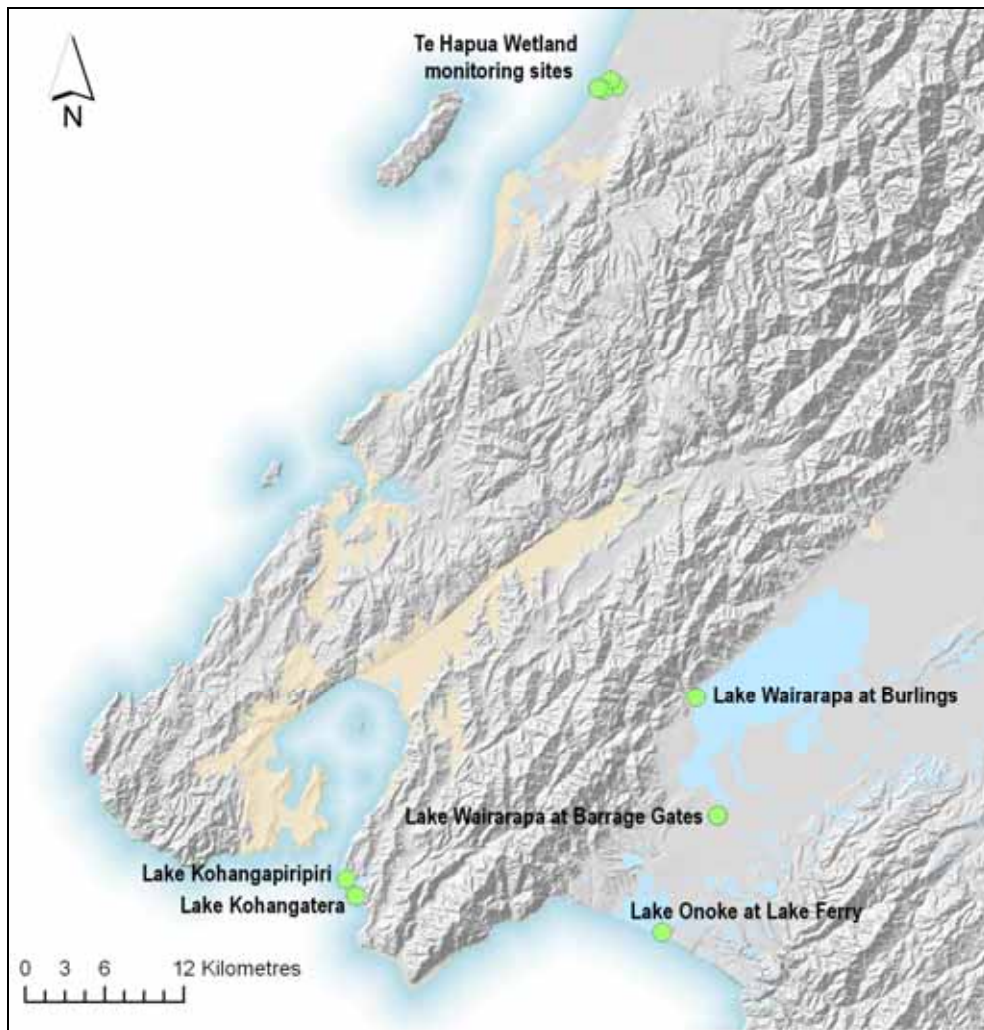 Te Hapua Wetland
monitoring sites
N
Lake Wairarapa at Burlings
Lake Wairarapa at Barrage Gates
Lake Kohangapiripiri
Lake Kohangatera
Lake Onoke at Lake Ferry
0 3 6 12 Kilometres